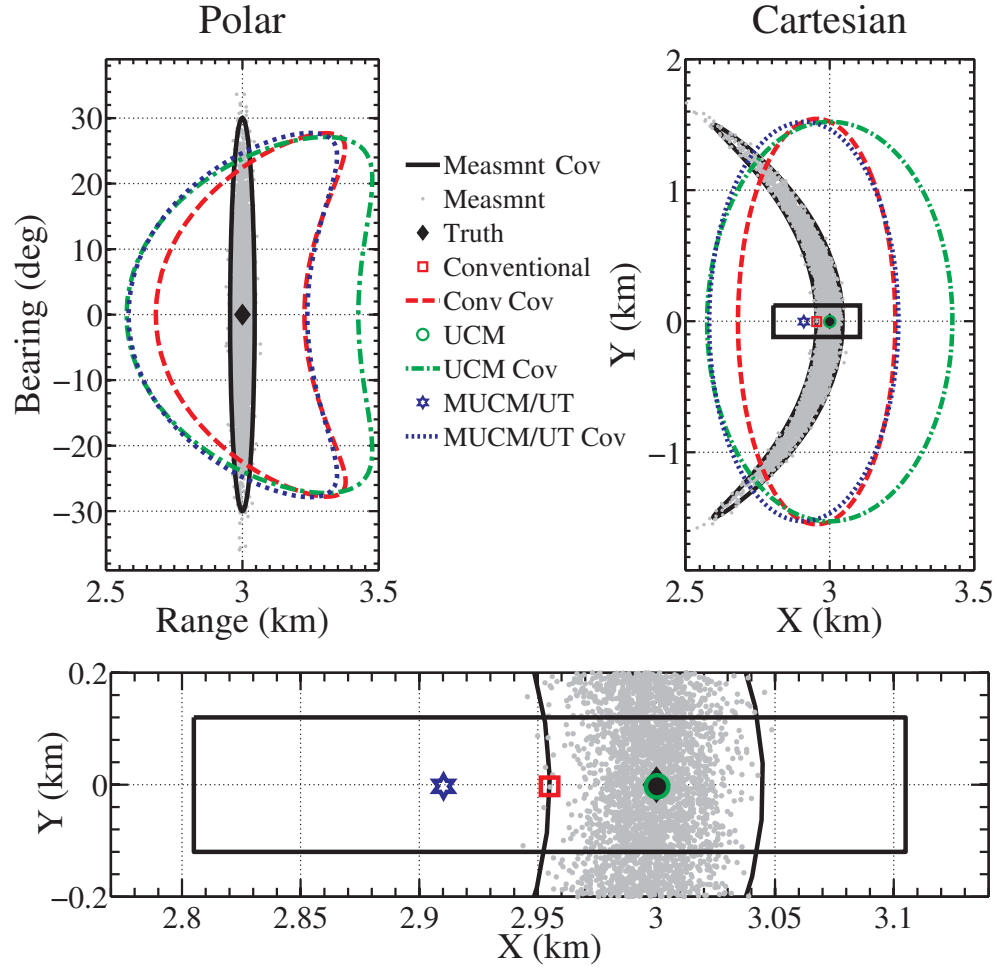 Polar
Cartesian
30
20
10
0
−10
−20
−30
Bearing (deg)
2.5
3
3.5
Range (km)
Measmnt Cov
Measmnt
Truth
Conventional
Conv Cov
UCM
UCM Cov
MUCM/UT
MUCM/UT Cov
2
1
0
−1
Y (km)
2.5
3
3.5
X (km)
0.2
0
−0.2
Y (km)
2.8
2.85
2.9
2.95
3
3.05
3.1
X (km)